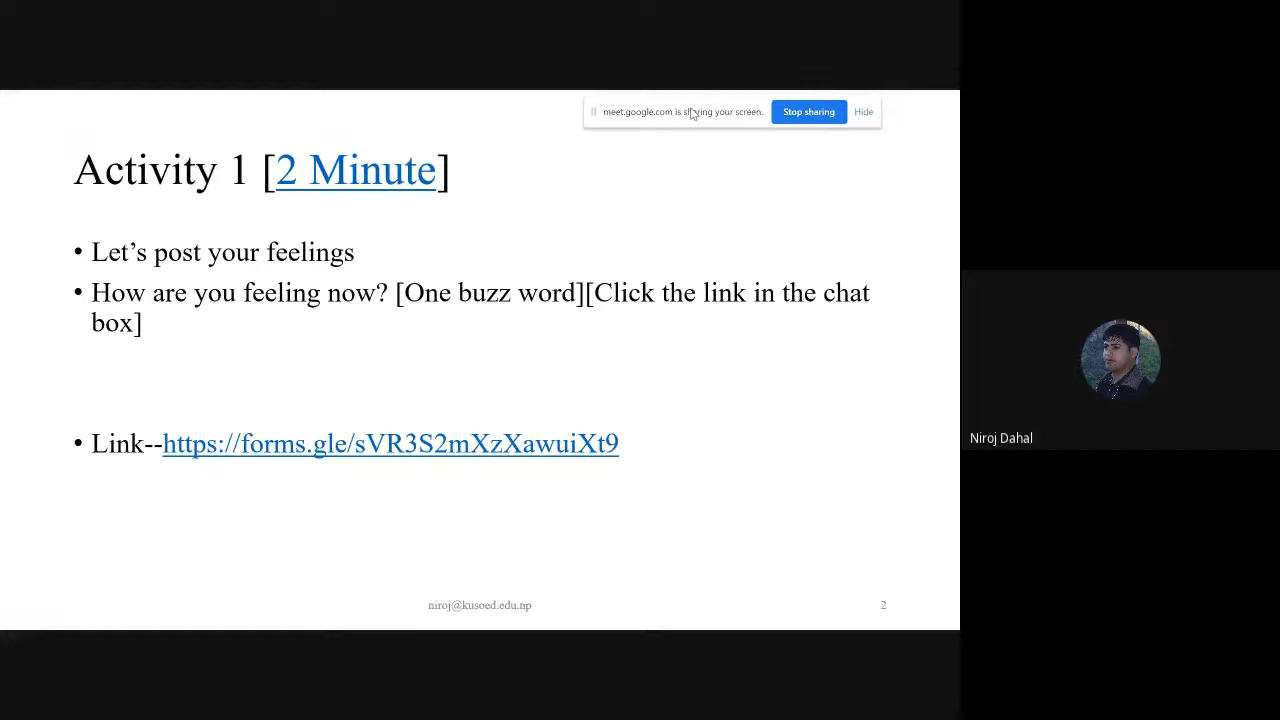 meet.google.com is sharing your screen. Stop sharing Hide
Activity 1 [2 Minute]
• Let’s post your feelings
• How are you feeling now? [One buzz word][Click the link in the chat
box]
• Link--https://forms.gle/sVR3S2mXzXawuiXt9
Niroj Dahal
niroj@kusoed.edu.np 2